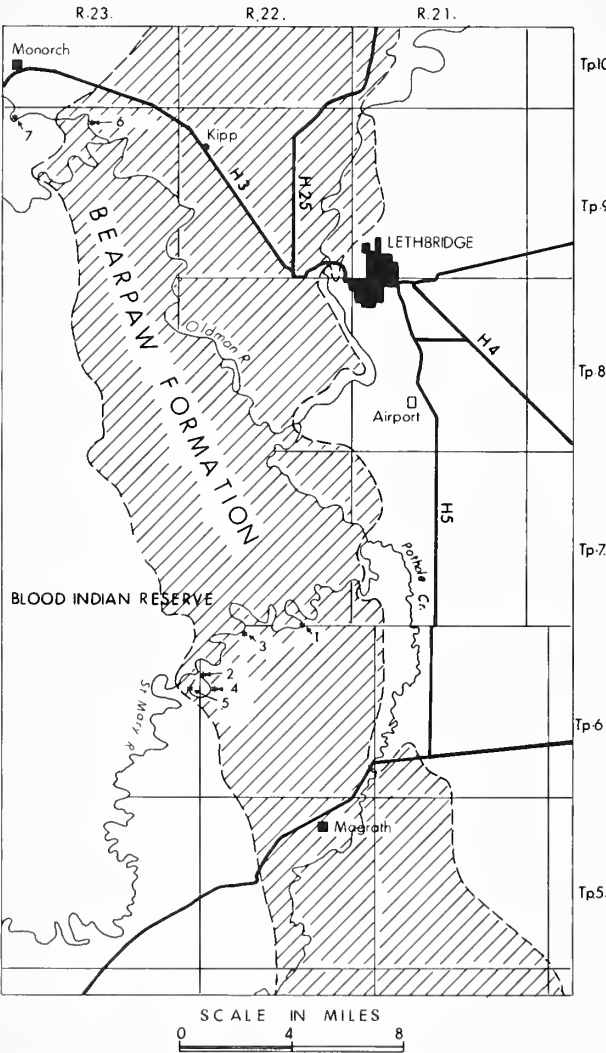 R.23. R.22. R.21.
Monorch
Tp.10
7
6
Kipp
H3
H25
Tp.9
LETHBRIDGE
BEARPAW FORMATION
Oldman R
H4
Tp.8
Airport
H5
Tp.7
Pothole Cr.
BLOOD INDIAN RESERVE
1
3
2
4
5
St Mary R
Tp.6
Magrath
Tp.5.
SCALE IN MILES
0 4 8